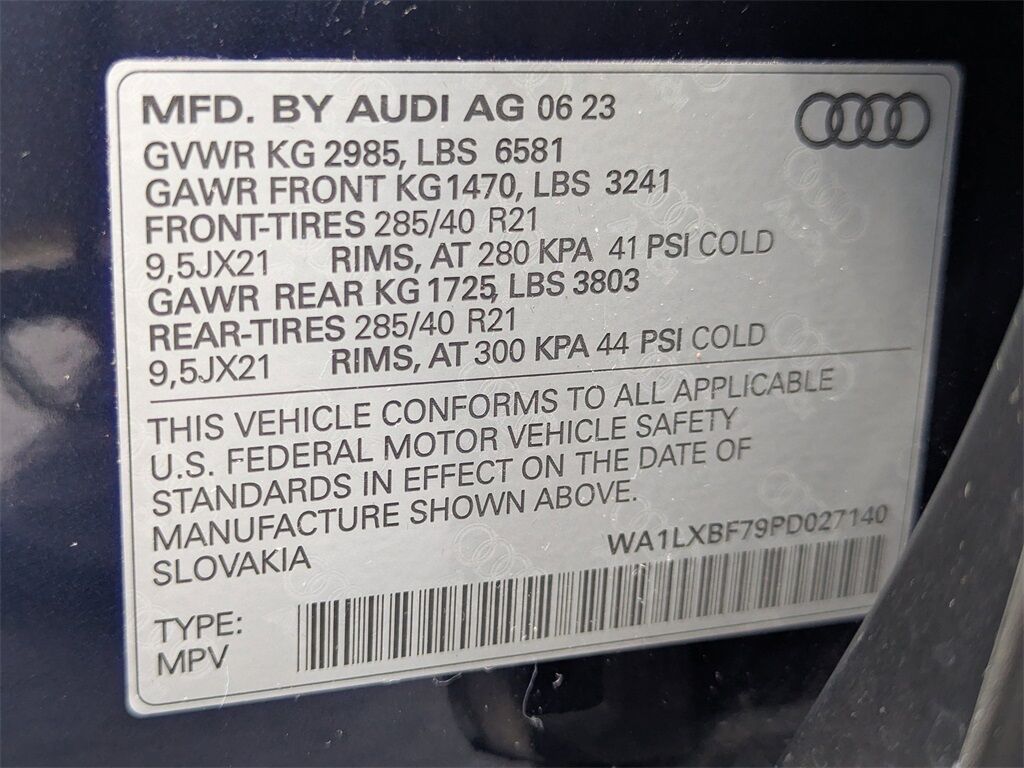 MFD. BY AUDI AG 06 23
GVWR KG 2985, LBS 6581
GAWR FRONT KG1470, LBS 3241
FRONT-TIRES 285/40 R21
9,5JX21 RIMS, AT 280 KPA 41 PSI COLD
GAWR REAR KG 1725, LBS 3803
REAR-TIRES 285/40 R21
9,5JX21 RIMS, AT 300 KPA 44 PSI COLD
THIS VEHICLE CONFORMS TO ALL APPLICABLE
U.S. FEDERAL MOTOR VEHICLE SAFETY
STANDARDS IN EFFECT ON THE DATE OF
MANUFACTURE SHOWN ABOVE.
SLOVAKIA
WA1LXBF79PD027140
TYPE:
MPV